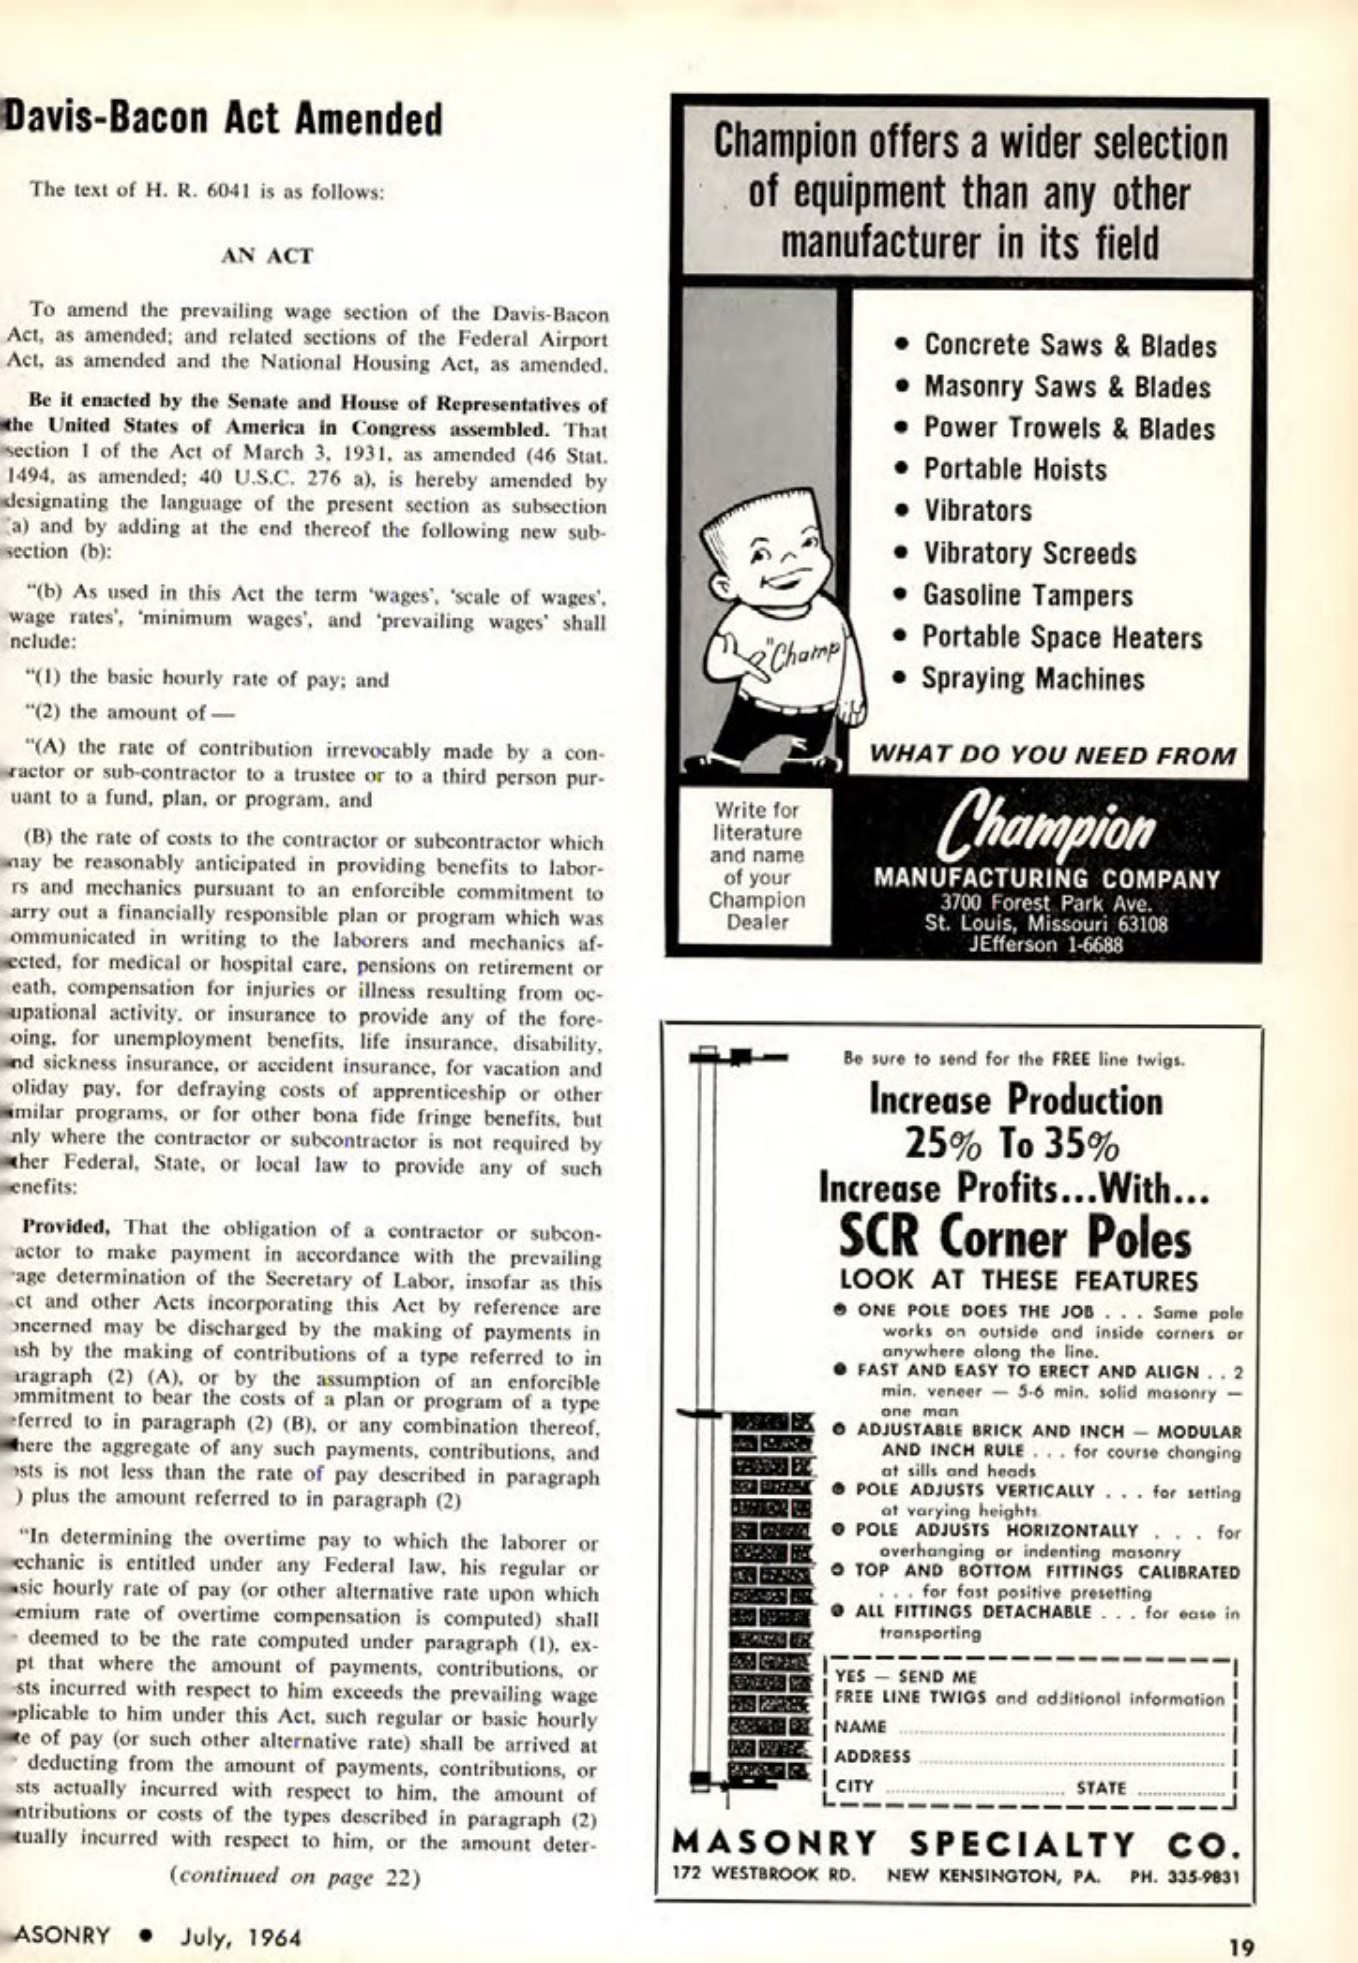 Davis-Bacon Act Amended
The text of H. R. 6041 is as follows:
AN ACT
To amend the prevailing wage section of the Davis-Bacon
Act, as amended; and related sections of the Federal Airport
Act, as amended and the National Housing Act, as amended.
Be it enacted by the Senate and House of Representatives of
the United States of America in Congress assembled. That
section 1 of the Act of March 3, 1931, as amended (46 Stat.
1494, as amended; 40 U.S.C. 276 a), is hereby amended by
designating the language of the present section as subsection
a) and by adding at the end thereof the following new sub-
section (b):
"(b) As used in this Act the term 'wages', 'scale of wages',
wage rates', 'minimum wages', and 'prevailing wages' shall
nclude:
"(1) the basic hourly rate of pay; and
"(2) the amount of —
"(A) the rate of contribution irrevocably made by a con-
ractor or sub-contractor to a trustee or to a third person pur-
uant to a fund, plan, or program, and
(B) the rate of costs to the contractor or subcontractor which
may be reasonably anticipated in providing benefits to labor-
rs and mechanics pursuant to an enforcible commitment to
arry out a financially responsible plan or program which was
ommunicated in writing to the laborers and mechanics af-
ected, for medical or hospital care, pensions on retirement or
eath, compensation for injuries or illness resulting from oc-
upational activity, or insurance to provide any of the fore-
oing, for unemployment benefits, life insurance, disability,
nd sickness insurance, or accident insurance, for vacation and
oliday pay, for defraying costs of apprenticeship or other
imilar programs, or for other bona fide fringe benefits, but
nly where the contractor or subcontractor is not required by
ther Federal, State, or local law to provide any of such
enefits:
Provided, That the obligation of a contractor or subcon-
actor to make payment in accordance with the prevailing
age determination of the Secretary of Labor, insofar as this
ct and other Acts incorporating this Act by reference are
oncerned may be discharged by the making of payments in
ash by the making of contributions of a type referred to in
aragraph (2) (A), or by the assumption of an enforcible
ommitment to bear the costs of a plan or program of a type
eferred to in paragraph (2) (B), or any combination thereof,
here the aggregate of any such payments, contributions, and
osts is not less than the rate of pay described in paragraph
) plus the amount referred to in paragraph (2)
"In determining the overtime pay to which the laborer or
echanic is entitled under any Federal law, his regular or
asic hourly rate of pay (or other alternative rate upon which
emium rate of overtime compensation is computed) shall
deemed to be the rate computed under paragraph (1), ex-
pt that where the amount of payments, contributions, or
sts incurred with respect to him exceeds the prevailing wage
plicable to him under this Act, such regular or basic hourly
te of pay (or such other alternative rate) shall be arrived at
deducting from the amount of payments, contributions, or
sts actually incurred with respect to him, the amount of
ntributions or costs of the types described in paragraph (2)
tually incurred with respect to him, or the amount deter-
(continued on page 22)
ASONRY • July, 1964
Champion offers a wider selection
of equipment than any other
manufacturer in its field
• Concrete Saws & Blades
• Masonry Saws & Blades
• Power Trowels & Blades
• Portable Hoists
• Vibrators
• Vibratory Screeds
• Gasoline Tampers
• Portable Space Heaters
• Spraying Machines
"Champ
WHAT DO YOU NEED FROM
Write for
literature
and name
of your
Champion
Dealer
Champion
MANUFACTURING COMPANY
3700 Forest Park Ave.
St. Louis, Missouri 63108
JEfferson 1-6688
Be sure to send for the FREE line twigs.
Increase Production
25% To 35%
Increase Profits...With...
SCR Corner Poles
LOOK AT THESE FEATURES
• ONE POLE DOES THE JOB . . . Same pole
works on outside and inside corners or
anywhere along the line.
• FAST AND EASY TO ERECT AND ALIGN . . 2
min. veneer — 5-6 min. solid masonry —
one man
• ADJUSTABLE BRICK AND INCH — MODULAR
AND INCH RULE . . . for course changing
at sills and heads
• POLE ADJUSTS VERTICALLY . . . for setting
at varying heights
• POLE ADJUSTS HORIZONTALLY . . . for
overhanging or indenting masonry
• TOP AND BOTTOM FITTINGS CALIBRATED
. . . for fast positive presetting
• ALL FITTINGS DETACHABLE . . . for ease in
transporting
YES — SEND ME
FREE LINE TWIGS and additional information
NAME
ADDRESS
CITY STATE
MASONRY SPECIALTY CO.
172 WESTBROOK RD. NEW KENSINGTON, PA. PH. 335-9831
19